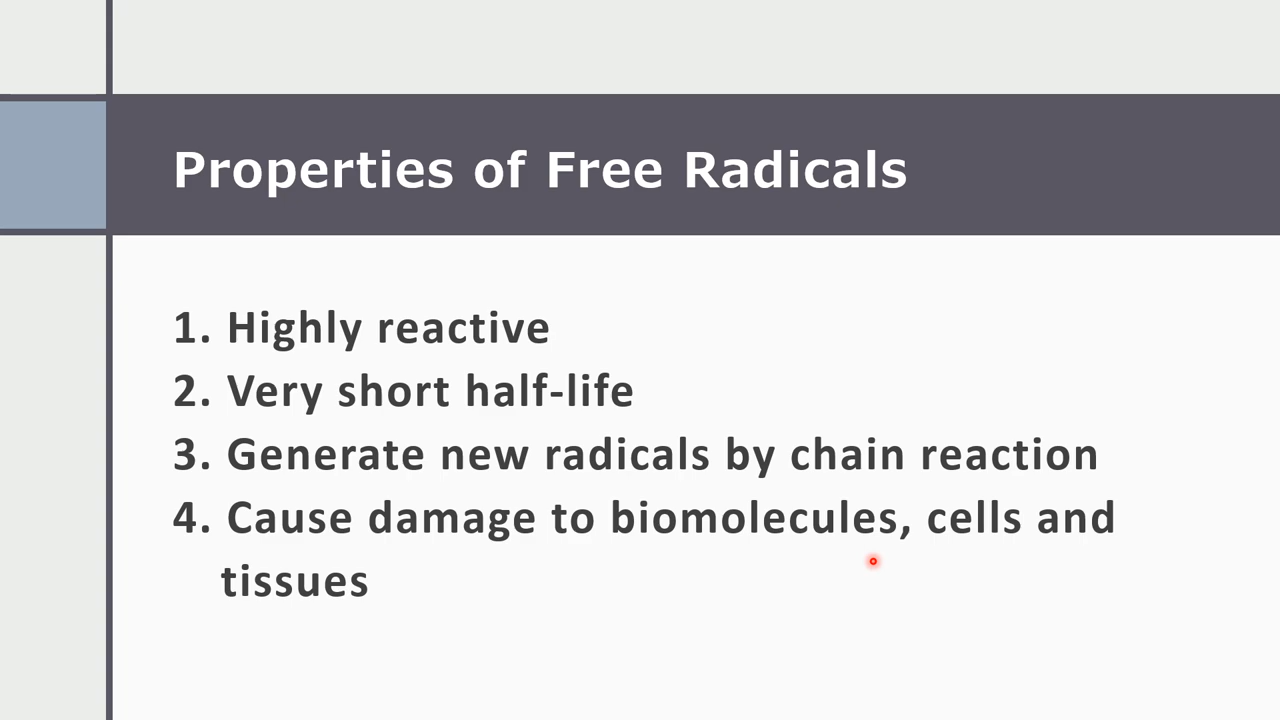 Properties of Free Radicals
1. Highly reactive
2. Very short half-life
3. Generate new radicals by chain reaction
4. Cause damage to biomolecules, cells and
tissues